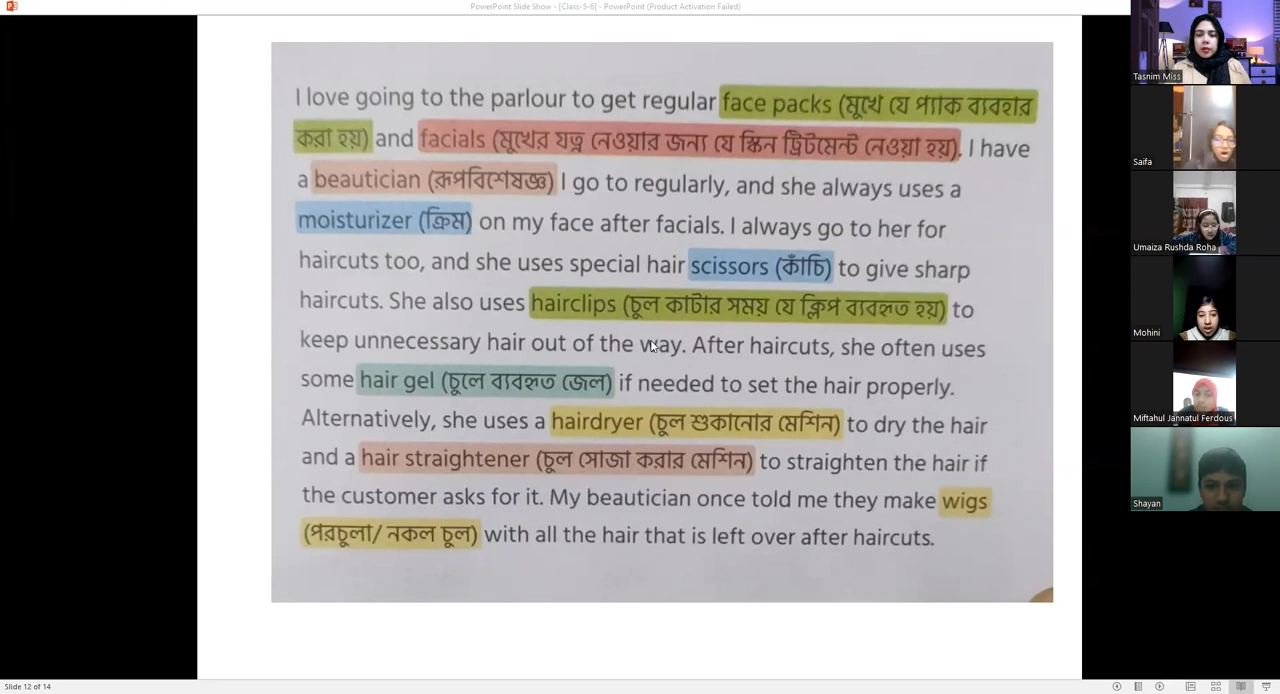 PowerPoint Slide Show - [Class-5-6] - PowerPoint (Product Activation Failed)
I love going to the parlour to get regular face packs (মুখে যে প্যাক ব্যবহার
করা হয়) and facials (মুখের যত্ন নেওয়ার জন্য যে স্কিন ট্রিটমেন্ট নেওয়া হয়). I have
a beautician (রূপবিশেষজ্ঞ) I go to regularly, and she always uses a
moisturizer (ক্রিম) on my face after facials. I always go to her for
haircuts too, and she uses special hair scissors (কাঁচি) to give sharp
haircuts. She also uses hairclips (চুল কাটার সময় যে ক্লিপ ব্যবহৃত হয়) to
keep unnecessary hair out of the way. After haircuts, she often uses
some hair gel (চুলে ব্যবহৃত জেল) if needed to set the hair properly.
Alternatively, she uses a hairdryer (চুল শুকানোর মেশিন) to dry the hair
and a hair straightener (চুল সোজা করার মেশিন) to straighten the hair if
the customer asks for it. My beautician once told me they make wigs
(পরচুলা/ নকল চুল) with all the hair that is left over after haircuts.
Tasnim Miss
Saifa
Umaiza Rushda Roha
Mohini
Miftahul Jannatul Ferdous
Shayan
Slide 12 of 14